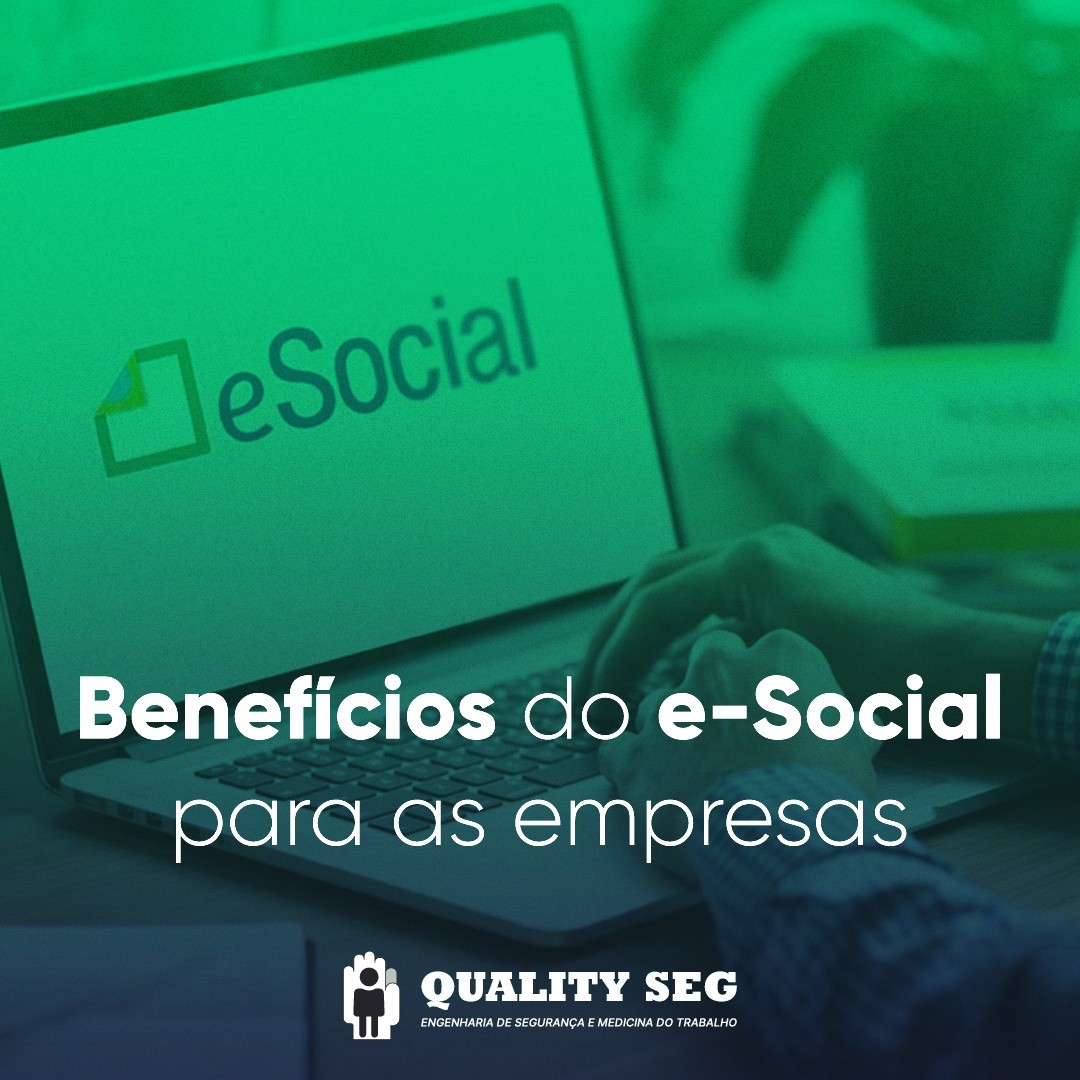 eSocial
Benefícios do e-Social
para as empresas
QUALITY SEG
ENGENHARIA DE SEGURANÇA E MEDICINA DO TRABALHO